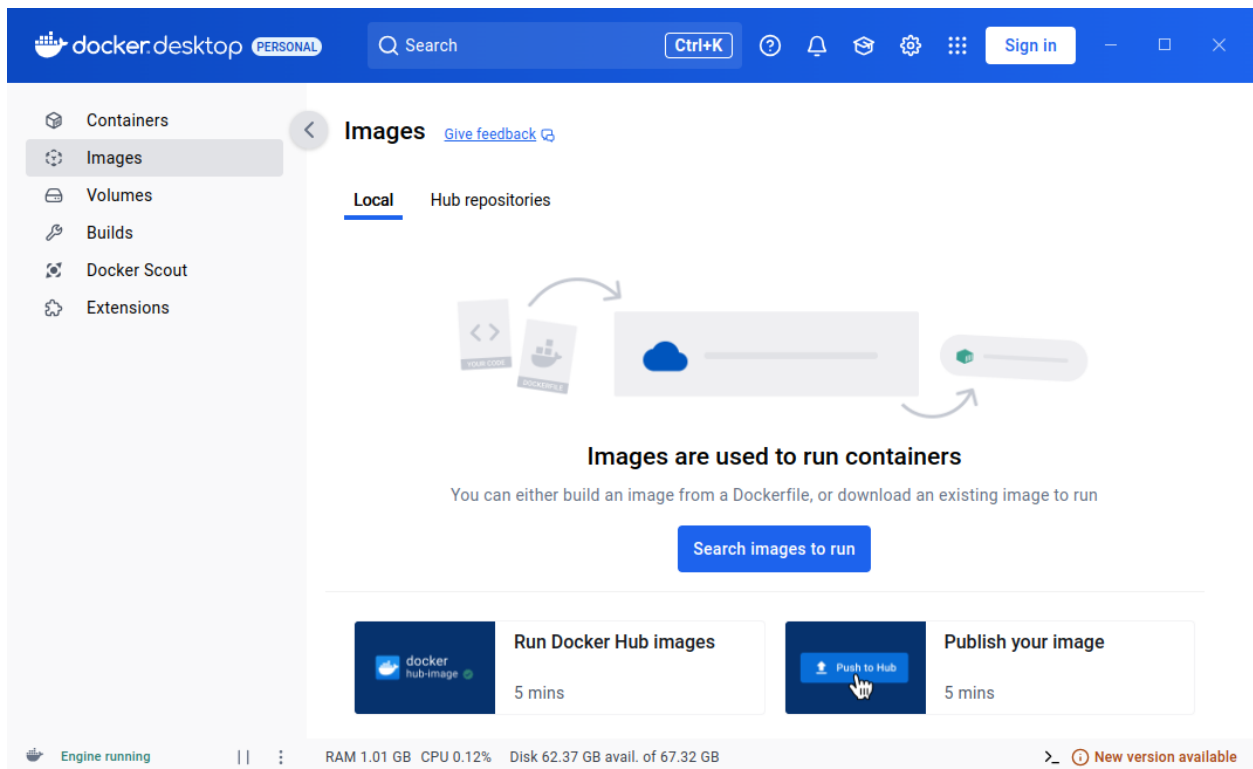 docker.desktop PERSONAL
Search
Ctrl+K
Sign in
Containers
Images
Volumes
Builds
Docker Scout
Extensions
Images Give feedback
Local Hub repositories
YOUR CODE
DOCKERFILE
Images are used to run containers
You can either build an image from a Dockerfile, or download an existing image to run
Search images to run
docker
hub-image
Run Docker Hub images
5 mins
Push to Hub
Publish your image
5 mins
Engine running
RAM 1.01 GB CPU 0.12% Disk 62.37 GB avail. of 67.32 GB
New version available